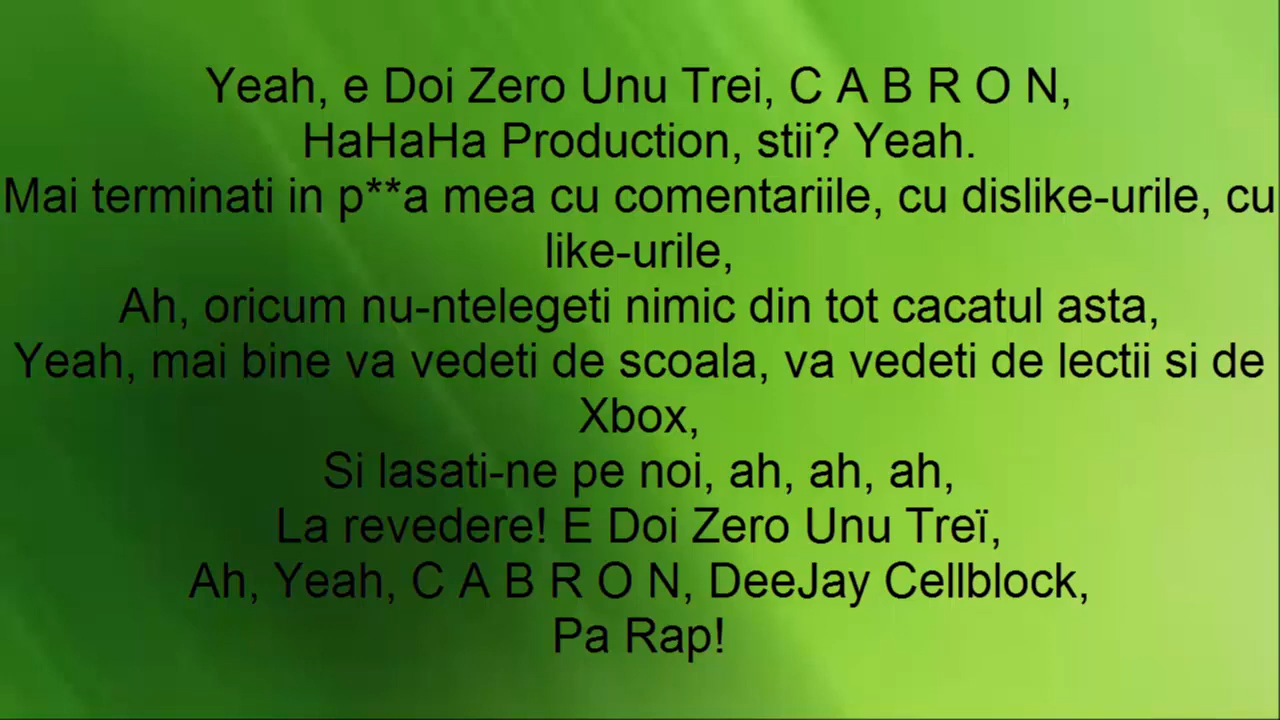 Yeah, e Doi Zero Unu Trei, C A B R O N,
HaHaHa Production, stii? Yeah.
Mai terminati in p**a mea cu comentariile, cu dislike-urile, cu
like-urile,
Ah, oricum nu-ntelegeti nimic din tot cacatul asta,
Yeah, mai bine va vedeti de scoala, va vedeti de lectii si de
Xbox,
Si lasati-ne pe noi, ah, ah, ah,
La revedere! E Doi Zero Unu Treï,
Ah, Yeah, C A B R O N, DeeJay Cellblock,
Pa Rap!